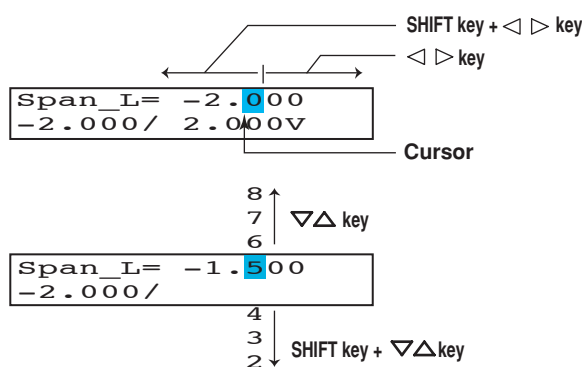 SHIFT key + ◁ ▷ key
◁ ▷ key
Span_L= -2.000
-2.000/ 2.000V
Cursor
8
7
▽△ key
6
Span_L= -1.500
-2.000/
4
3
SHIFT key + ▽△ key
2